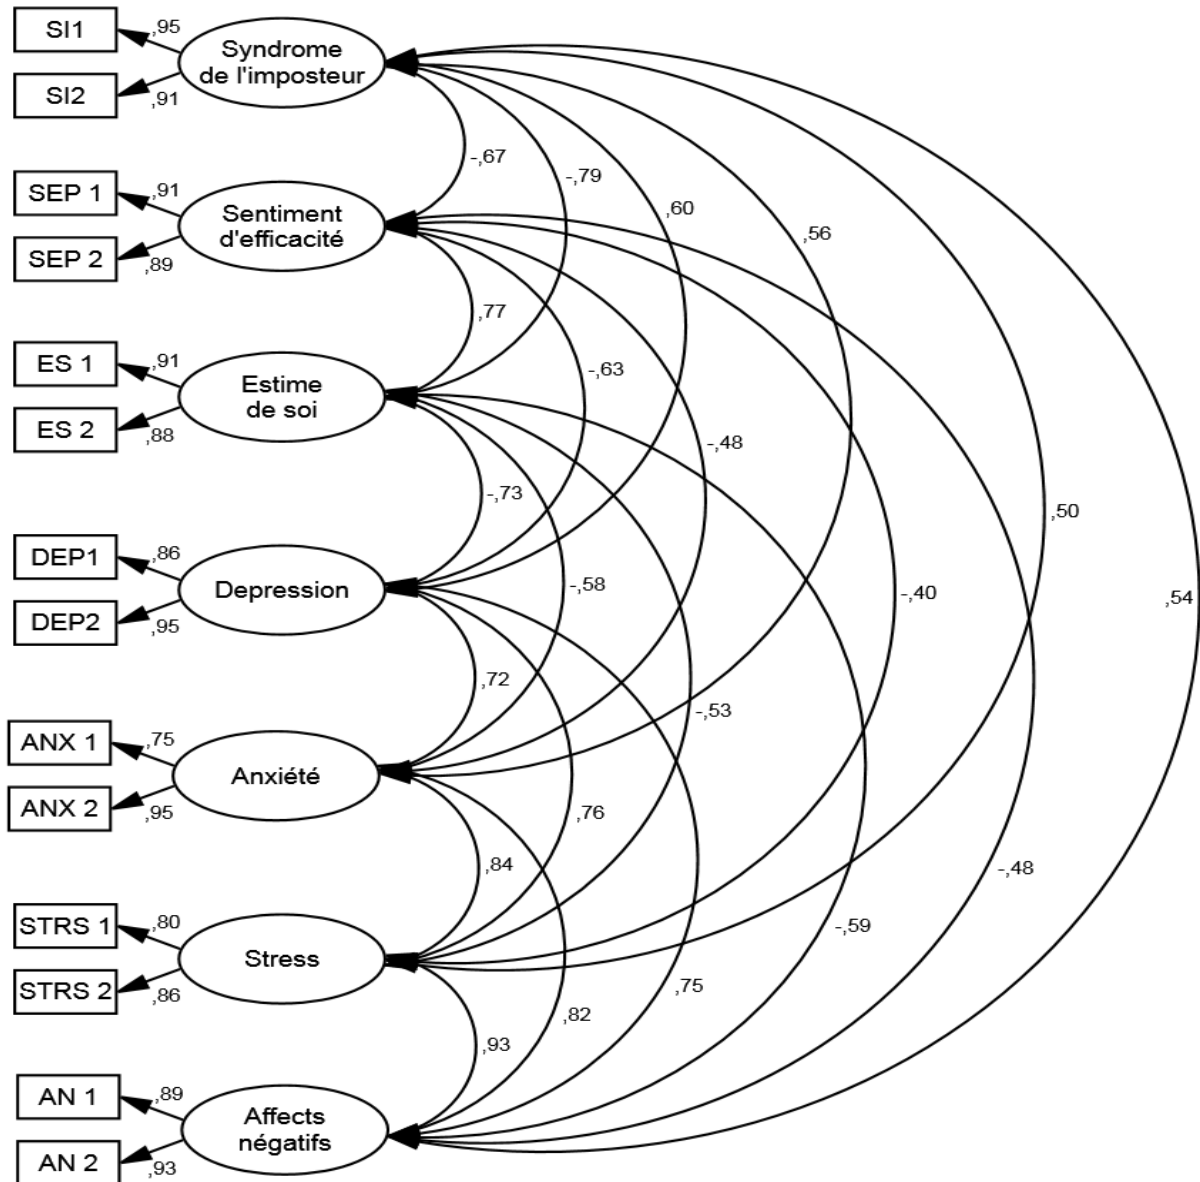 SI1
,95
SI2
,91
Syndrome
de l'imposteur
-,67
-,79
,60
,56
SEP 1
,91
SEP 2
,89
Sentiment
d'efficacité
,77
-,63
-,48
ES 1
,91
ES 2
,88
Estime
de soi
-,73
,50
DEP1
,86
DEP2
,95
Depression
-,58
-,40
,54
,72
-,53
ANX 1
,75
ANX 2
,95
Anxiété
,76
,84
-,48
STRS 1
,80
STRS 2
,86
Stress
-,59
,75
,82
,93
AN 1
,89
AN 2
,93
Affects
négatifs